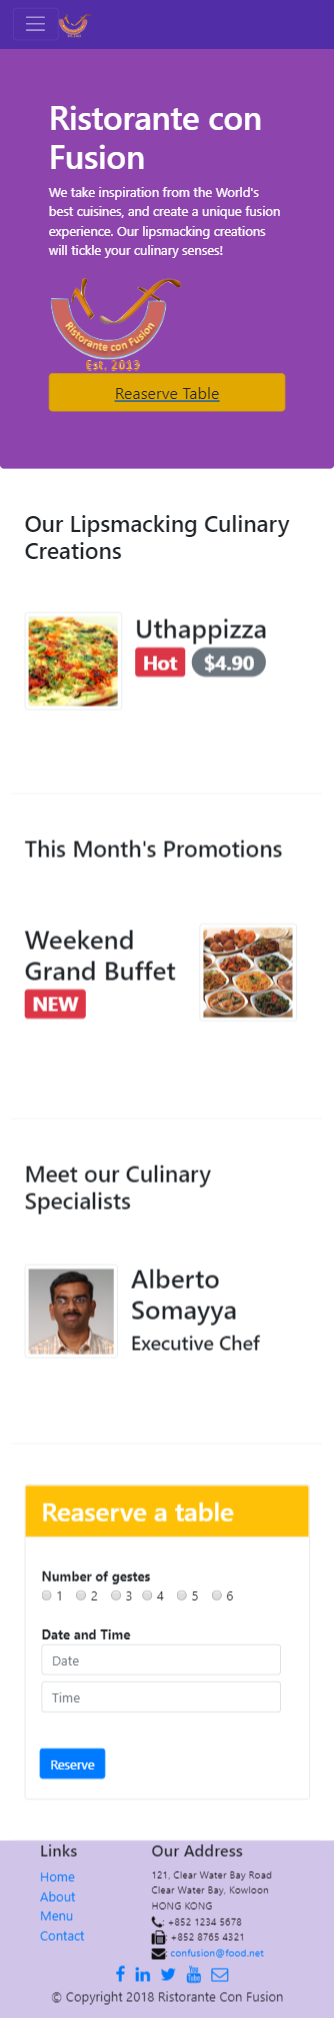 Ristorante con
Fusion
We take inspiration from the World's
best cuisines, and create a unique fusion
experience. Our lipsmacking creations
will tickle your culinary senses!
Ristorante con Fusion
Est. 2013
Reaserve Table
Our Lipsmacking Culinary
Creations
Uthappizza
Hot $4.90
This Month's Promotions
Weekend
Grand Buffet
NEW
Meet our Culinary
Specialists
Alberto
Somayya
Executive Chef
Reaserve a table
Number of gestes
1 2 3 4 5 6
Date and Time
Date
Time
Reserve
Links
Home
About
Menu
Contact
Our Address
121, Clear Water Bay Road
Clear Water Bay, Kowloon
HONG KONG
: +852 1234 5678
: +852 8765 4321
: confusion@food.net
© Copyright 2018 Ristorante Con Fusion